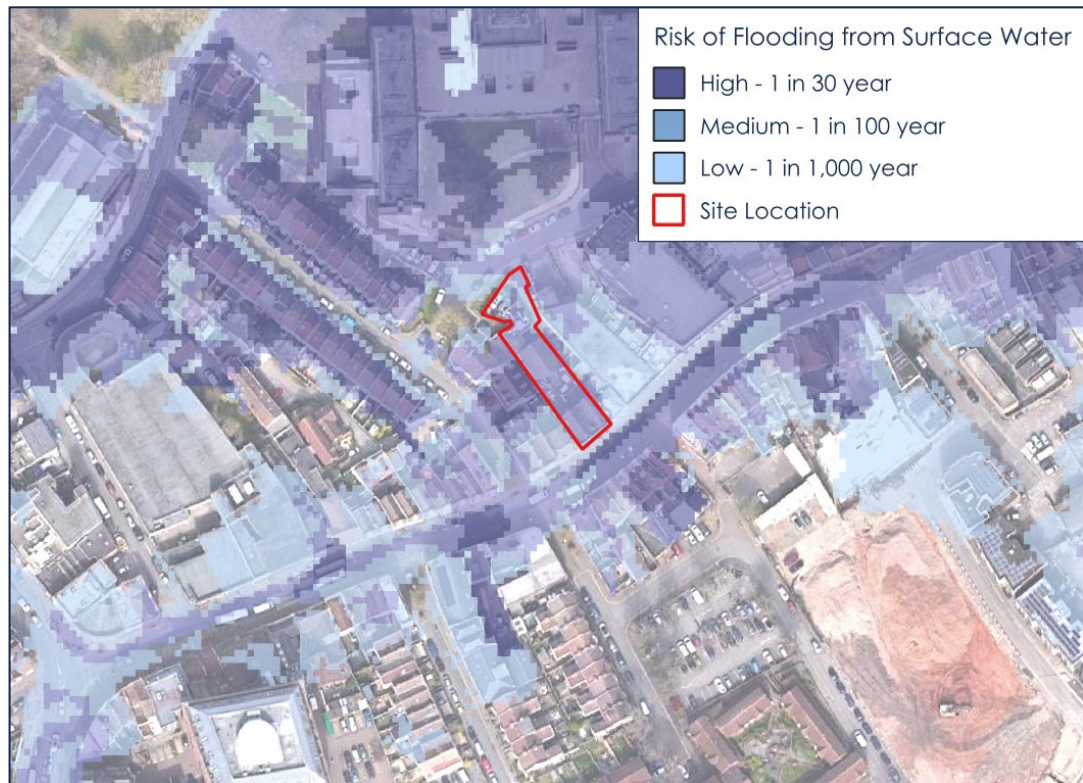 Risk of Flooding from Surface Water
High - 1 in 30 year
Medium - 1 in 100 year
Low - 1 in 1,000 year
Site Location